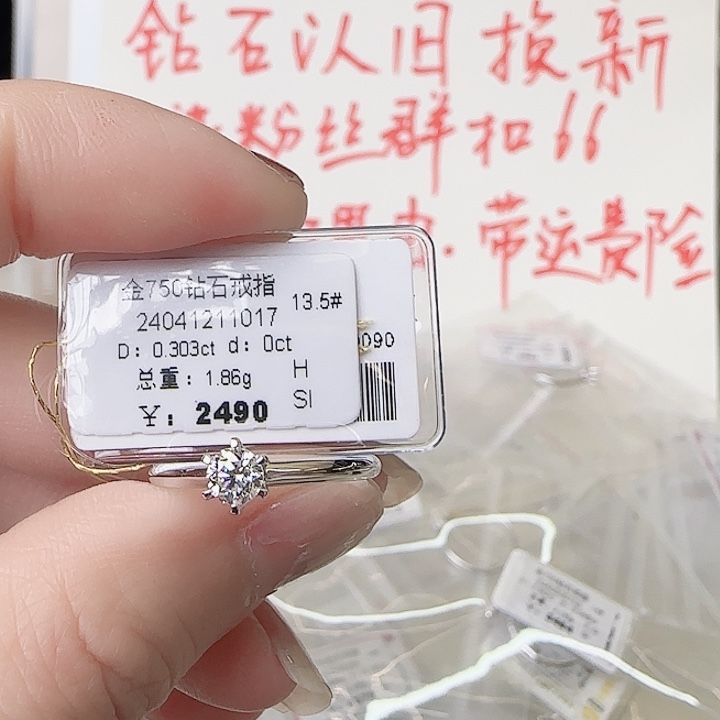 钻石以旧换新
粉丝群扣66
带运费险
金750钻石戒指
13.5#
24041211017
D: 0.303ct d: 0ct
总重: 1.86g
H
SI
¥: 2490
090